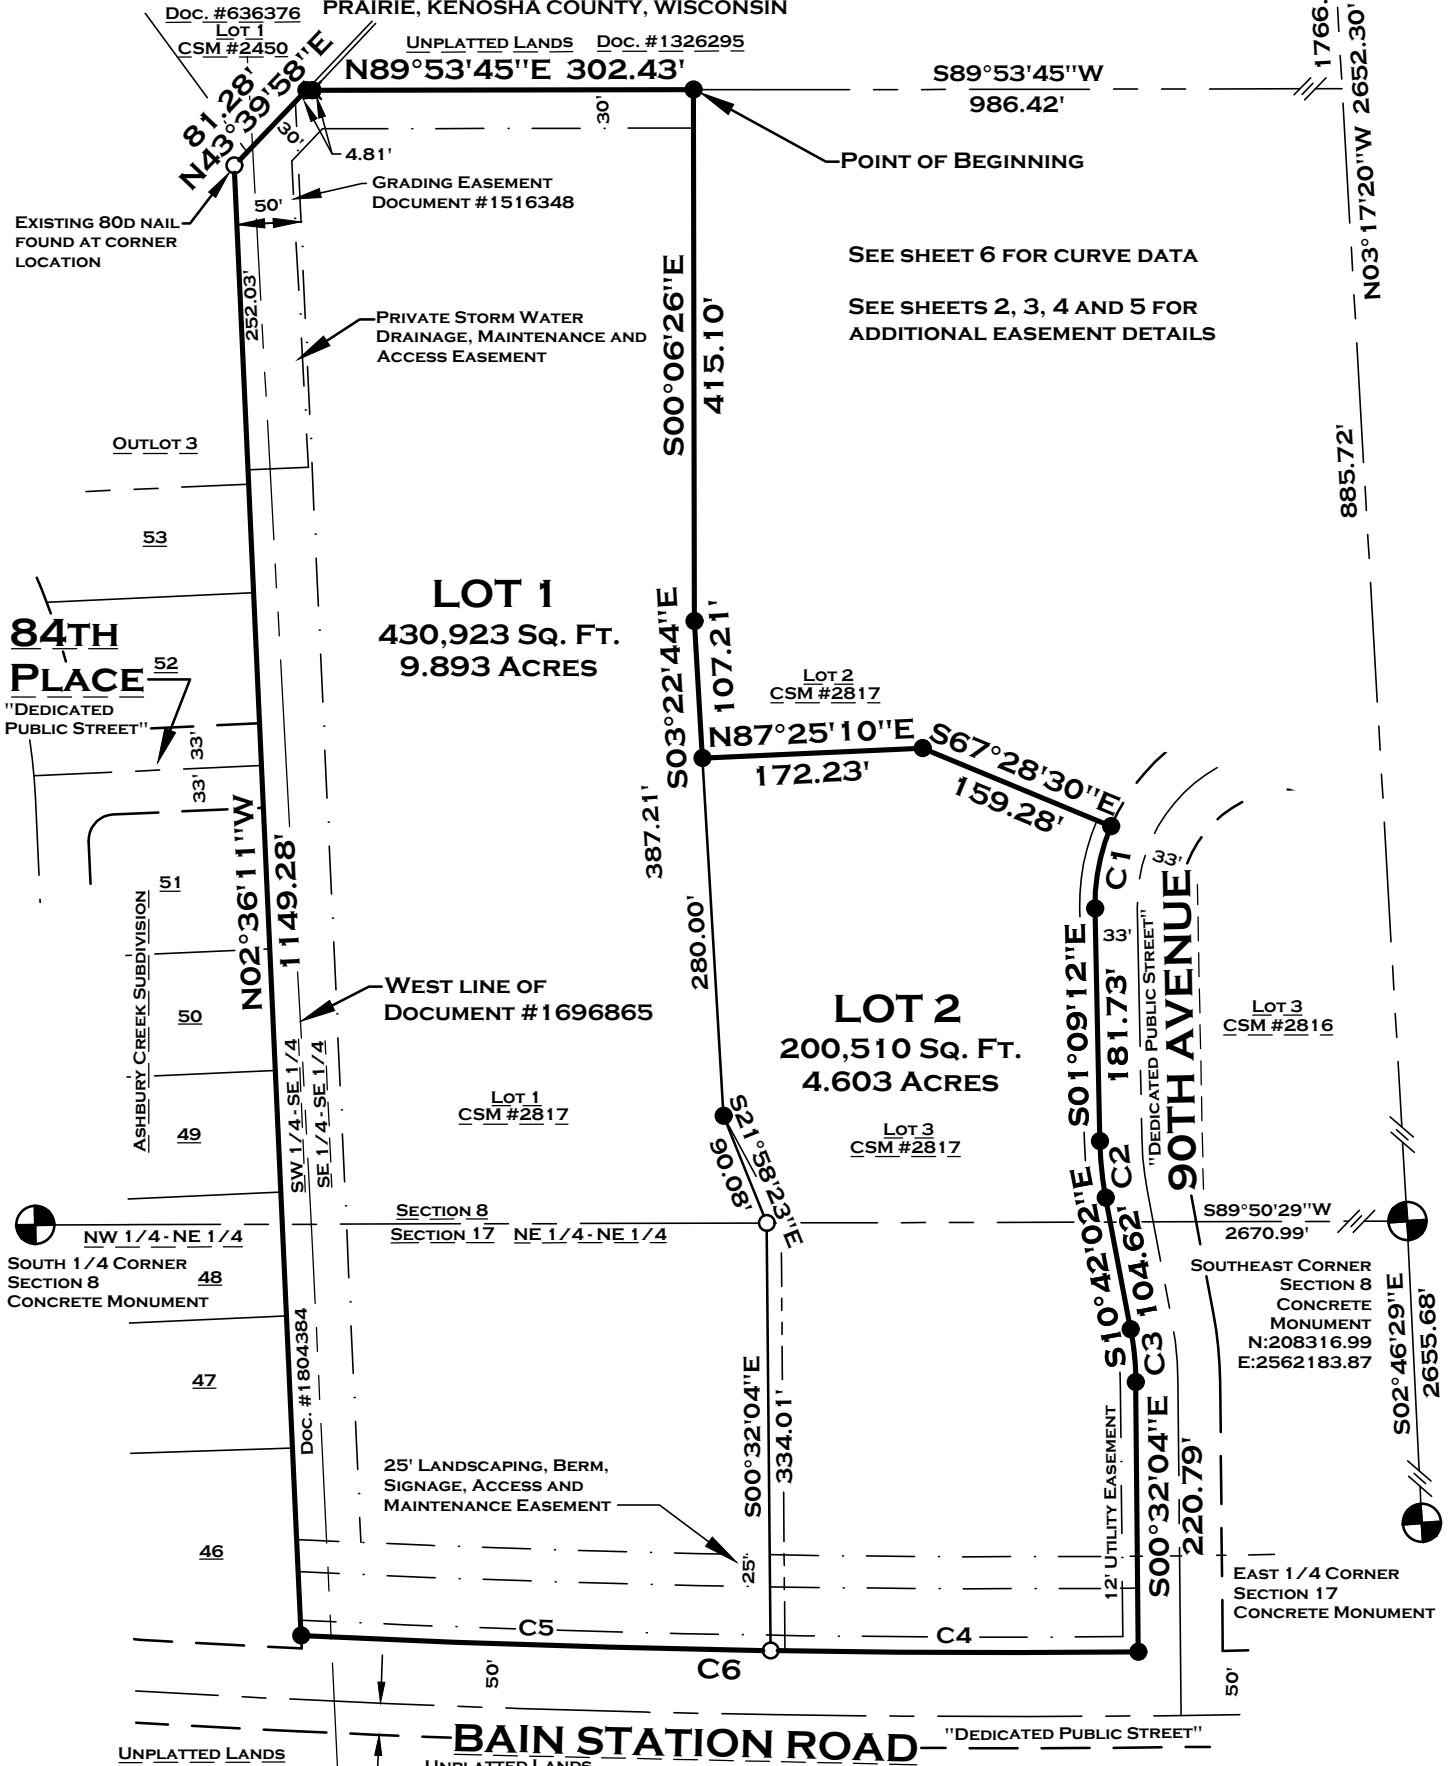 DOC. #636376
LOT 1
CSM #2450
PRAIRIE, KENOSHA COUNTY, WISCONSIN
UNPLATTED LANDS DOC. #1326295
N89°53'45"E 302.43'
S89°53'45"W
986.42'
1766.
N03°17'20"W 2652.30'
885.72'
81.28'
N43°39'58"E
30'
30'
4.81'
POINT OF BEGINNING
GRADING EASEMENT
DOCUMENT #1516348
50'
EXISTING 80D NAIL
FOUND AT CORNER
LOCATION
252.03'
SEE SHEET 6 FOR CURVE DATA
SEE SHEETS 2, 3, 4 AND 5 FOR
ADDITIONAL EASEMENT DETAILS
PRIVATE STORM WATER
DRAINAGE, MAINTENANCE AND
ACCESS EASEMENT
S00°06'26"E
415.10'
OUTLOT 3
53
LOT 1
430,923 SQ. FT.
9.893 ACRES
84TH
PLACE
"DEDICATED
PUBLIC STREET"
52
33'
33'
S03°22'44"E
107.21'
LOT 2
CSM #2817
N87°25'10"E
172.23'
S67°28'30"E
159.28'
387.21'
280.00'
N02°36'11"W
1149.28'
51
ASHBURY CREEK SUBDIVISION
50
49
WEST LINE OF
DOCUMENT #1696865
LOT 2
200,510 SQ. FT.
4.603 ACRES
C1
33'
33'
S01°09'12"E
181.73'
"DEDICATED PUBLIC STREET"
90TH AVENUE
LOT 3
CSM #2816
SW 1/4-SE 1/4
SE 1/4-SE 1/4
LOT 1
CSM #2817
LOT 3
CSM #2817
S21°58'23"E
90.08'
C2
SECTION 8
SECTION 17 NE 1/4-NE 1/4
NW 1/4-NE 1/4
SOUTH 1/4 CORNER
SECTION 8
CONCRETE MONUMENT
48
S89°50'29"W
2670.99'
SOUTHEAST CORNER
SECTION 8
CONCRETE
MONUMENT
N:208316.99
E:2562183.87
S02°46'29"E
2655.68'
S10°42'02"E
104.62'
C3
DOC. #1804384
47
S00°32'04"E
334.01'
S00°32'04"E
220.79'
12' UTILITY EASEMENT
25' LANDSCAPING, BERM,
SIGNAGE, ACCESS AND
MAINTENANCE EASEMENT
25'
46
EAST 1/4 CORNER
SECTION 17
CONCRETE MONUMENT
C5
C4
C6
50'
50'
BAIN STATION ROAD
"DEDICATED PUBLIC STREET"
UNPLATTED LANDS
UNPLATTED LANDS